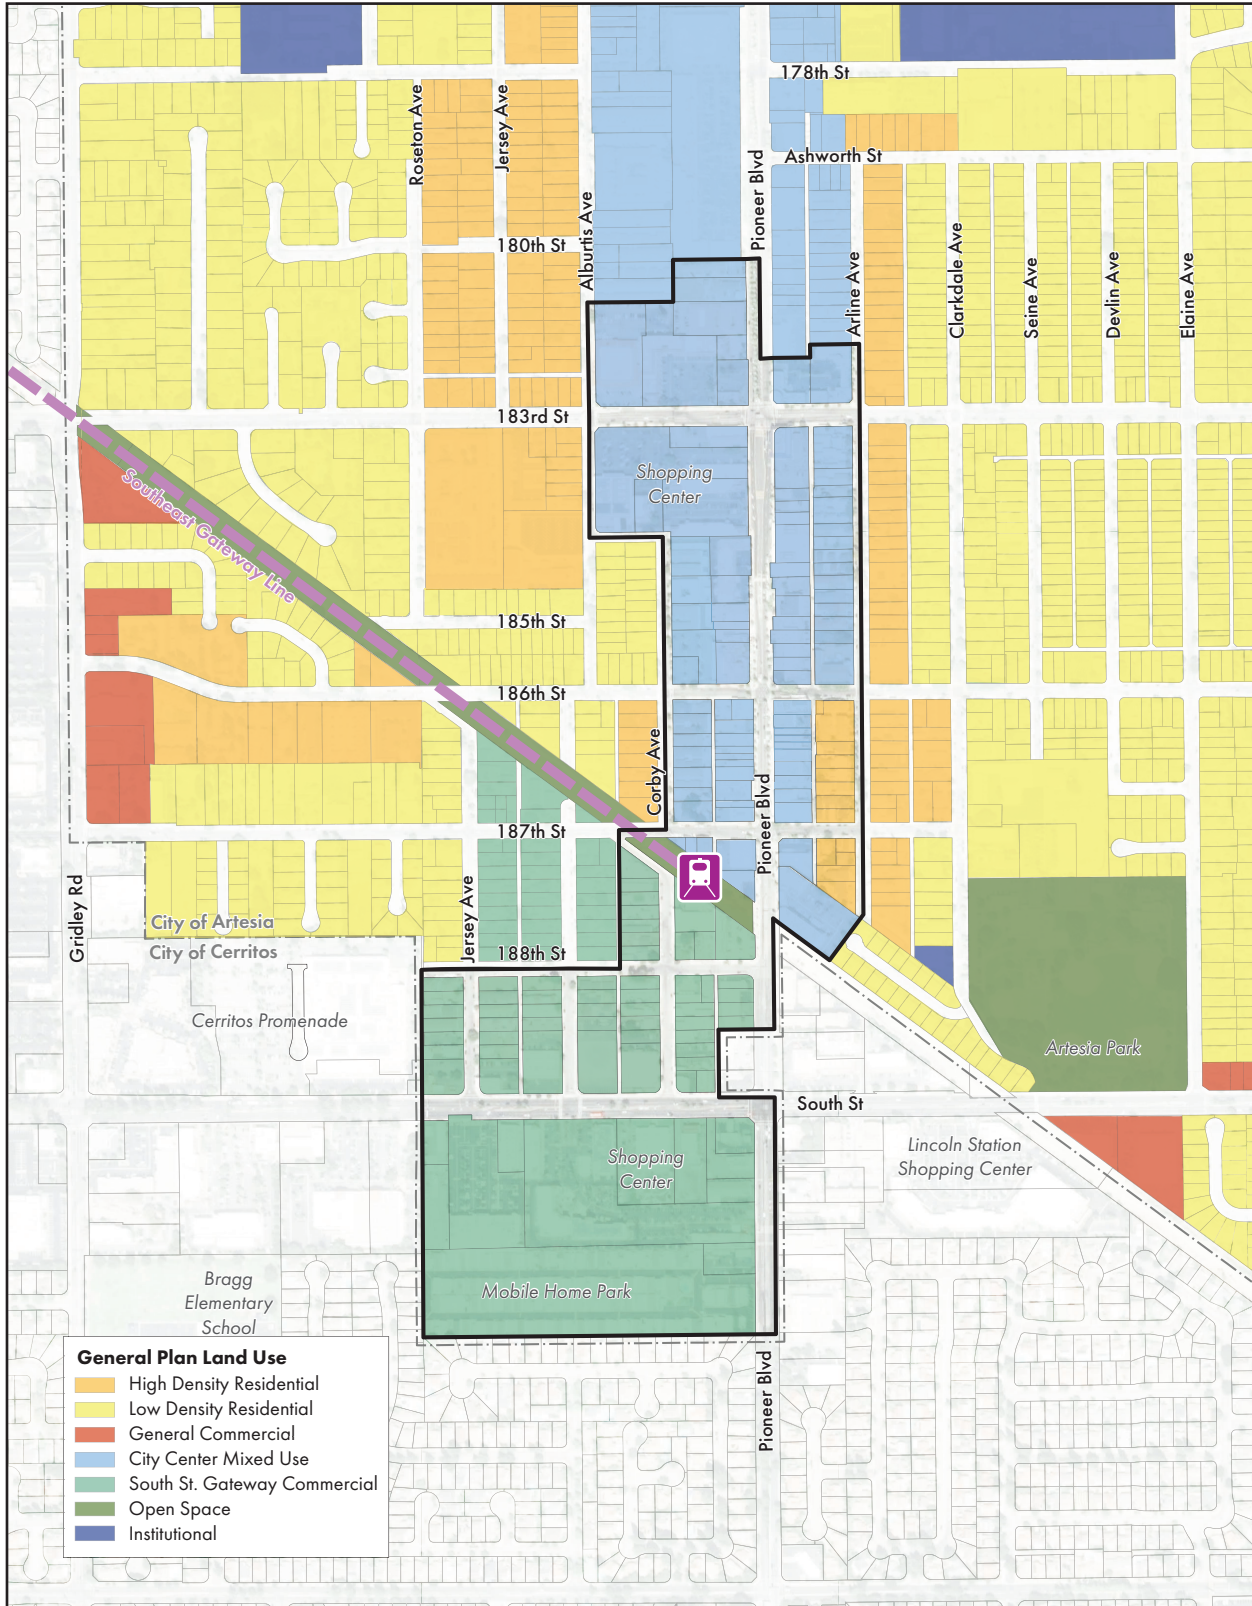 178th St
Roseton Ave
Jersey Ave
Ashworth St
Pioneer Blvd
Alburtis Ave
180th St
Arline Ave
Clarkdale Ave
Seine Ave
Devlin Ave
Elaine Ave
183rd St
Shopping
Center
Southeast Gateway Line
185th St
186th St
Corby Ave
Pioneer Blvd
187th St
Gridley Rd
Jersey Ave
City of Artesia
City of Cerritos
188th St
Cerritos Promenade
Artesia Park
South St
Lincoln Station
Shopping Center
Shopping
Center
Mobile Home Park
Bragg
Elementary
School
Pioneer Blvd
General Plan Land Use
High Density Residential
Low Density Residential
General Commercial
City Center Mixed Use
South St. Gateway Commercial
Open Space
Institutional